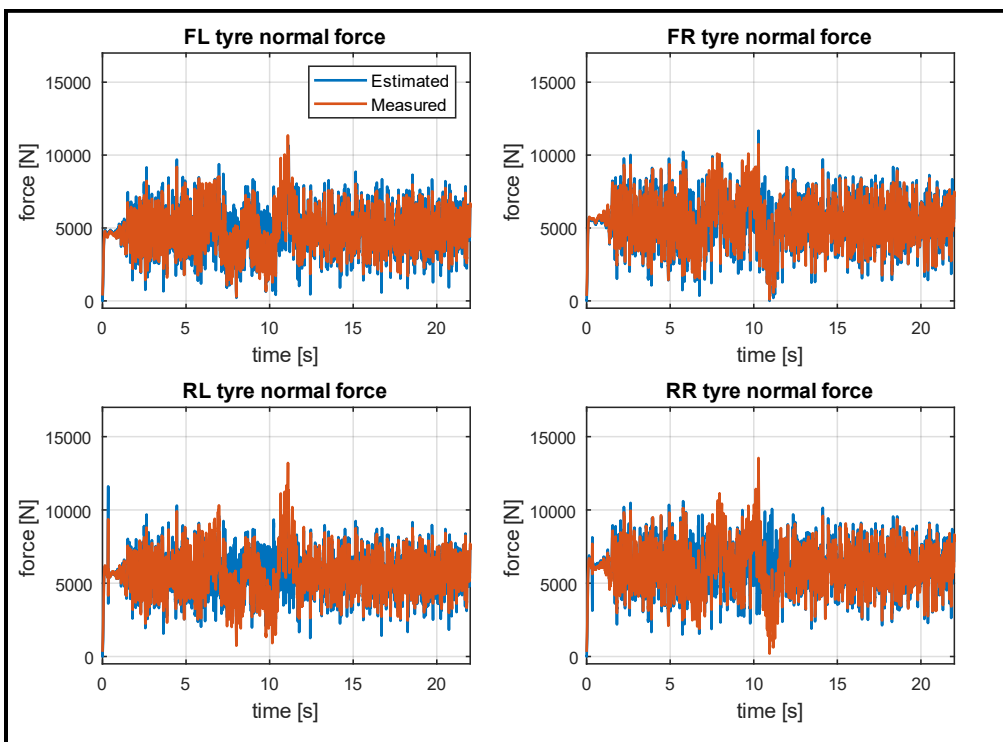 FL tyre normal force
15000
10000
5000
0
force [N]
Estimated
Measured
0 5 10 15 20
time [s]
FR tyre normal force
15000
10000
5000
0
force [N]
0 5 10 15 20
time [s]
RL tyre normal force
15000
10000
5000
0
force [N]
0 5 10 15 20
time [s]
RR tyre normal force
15000
10000
5000
0
force [N]
0 5 10 15 20
time [s]